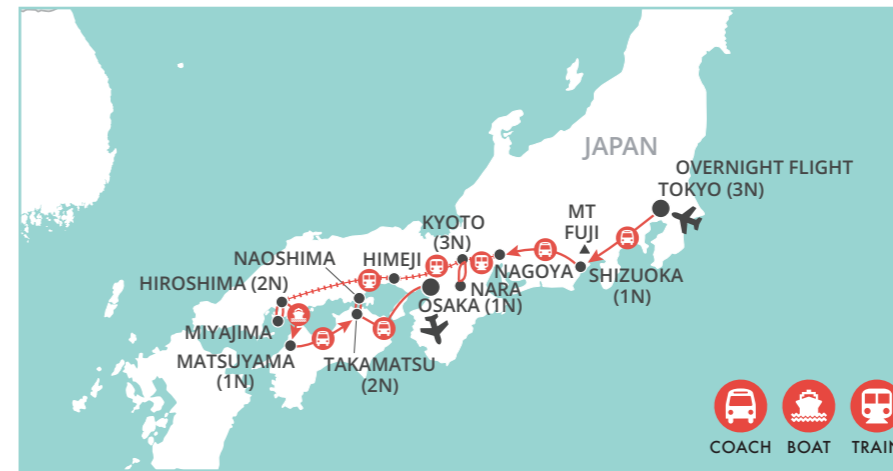 JAPAN
OVERNIGHT FLIGHT
TOKYO (3N)
MT
FUJI
KYOTO
(3N)
NAOSHIMA
HIMEJI
HIROSHIMA (2N)
NAGOYA
SHIZUOKA
(1N)
NARA
OSAKA (1N)
MIYAJIMA
MATSUYAMA
(1N)
TAKAMATSU
(2N)
COACH BOAT TRAIN